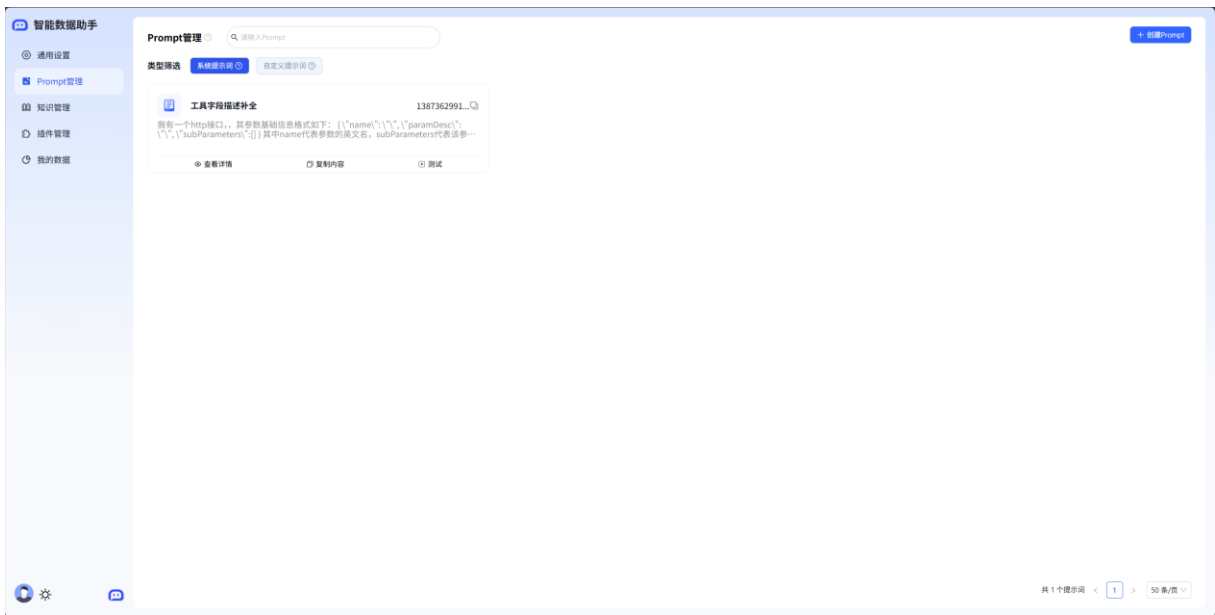 智能数据助手
通用设置
Prompt管理
知识管理
插件管理
我的数据
Prompt管理
请输入Prompt
+ 创建Prompt
类型筛选 系统提示词 自定义提示词
工具字段描述补全 1387362991...
我有一个http接口,，其参数基础信息格式如下： {\"name\": \"\", \"paramDesc\":
\"\", \"subParameters\":[] } 其中name代表参数的英文名，subParameters代表该参…
查看详情 复制内容 测试
共 1 个提示词 < 1 > 50 条/页